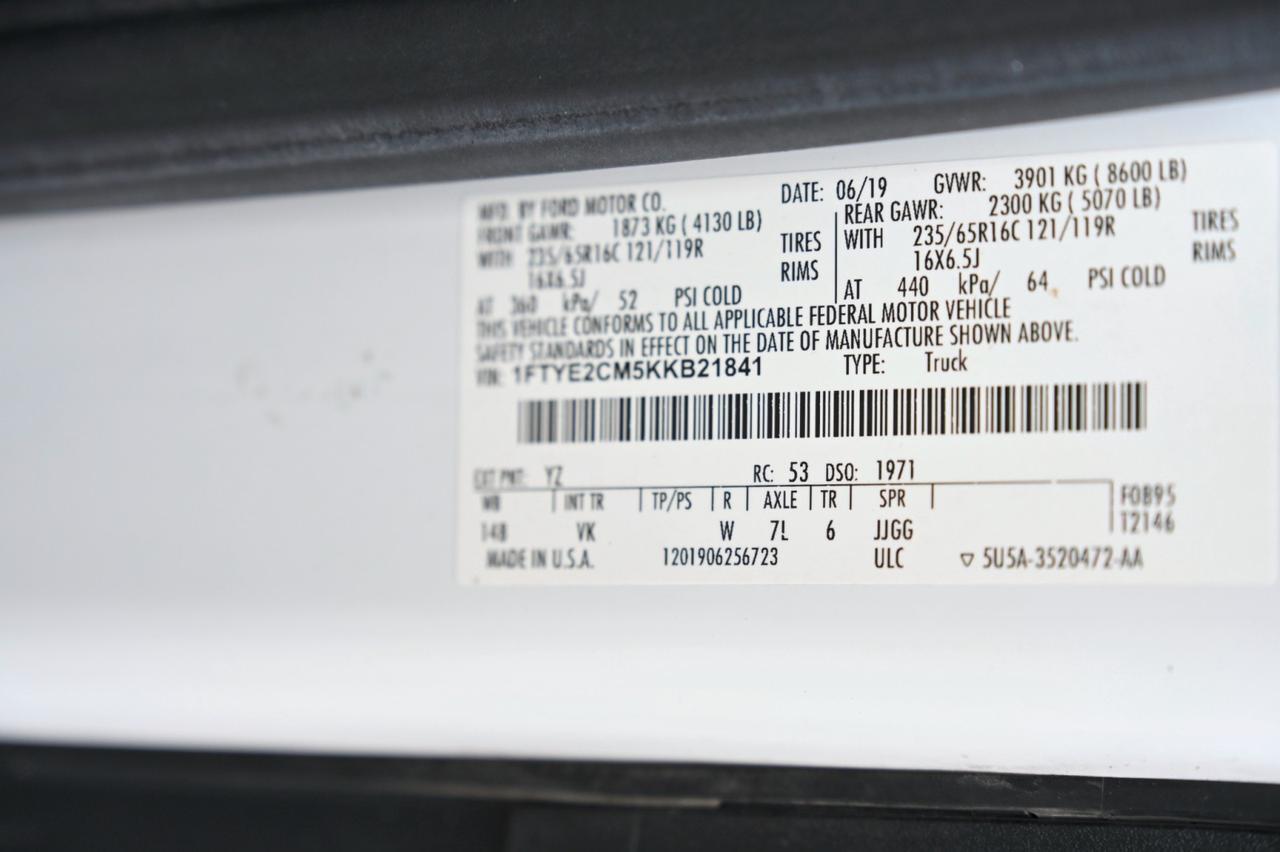 MFD. BY FORD MOTOR CO. DATE: 06/19 GVWR: 3901 KG ( 8600 LB)
FRONT GAWR: 1873 KG ( 4130 LB) REAR GAWR: 2300 KG ( 5070 LB)
WITH 235/65R16C 121/119R TIRES WITH 235/65R16C 121/119R TIRES
16X6.5J RIMS 16X6.5J RIMS
AT 360 kPa/ 52 PSI COLD AT 440 kPa/ 64 PSI COLD
THIS VEHICLE CONFORMS TO ALL APPLICABLE FEDERAL MOTOR VEHICLE
SAFETY STANDARDS IN EFFECT ON THE DATE OF MANUFACTURE SHOWN ABOVE.
VIN: 1FTYE2CM5KKB21841 TYPE: Truck
EXT PNT: YZ RC: 53 DSO: 1971
WB INT TR TP/PS R AXLE TR SPR F0895
148 VK W 7L 6 JJGG T2146
MADE IN U.S.A. 1201906256723 ULC ▽ 5U5A-3520472-AA